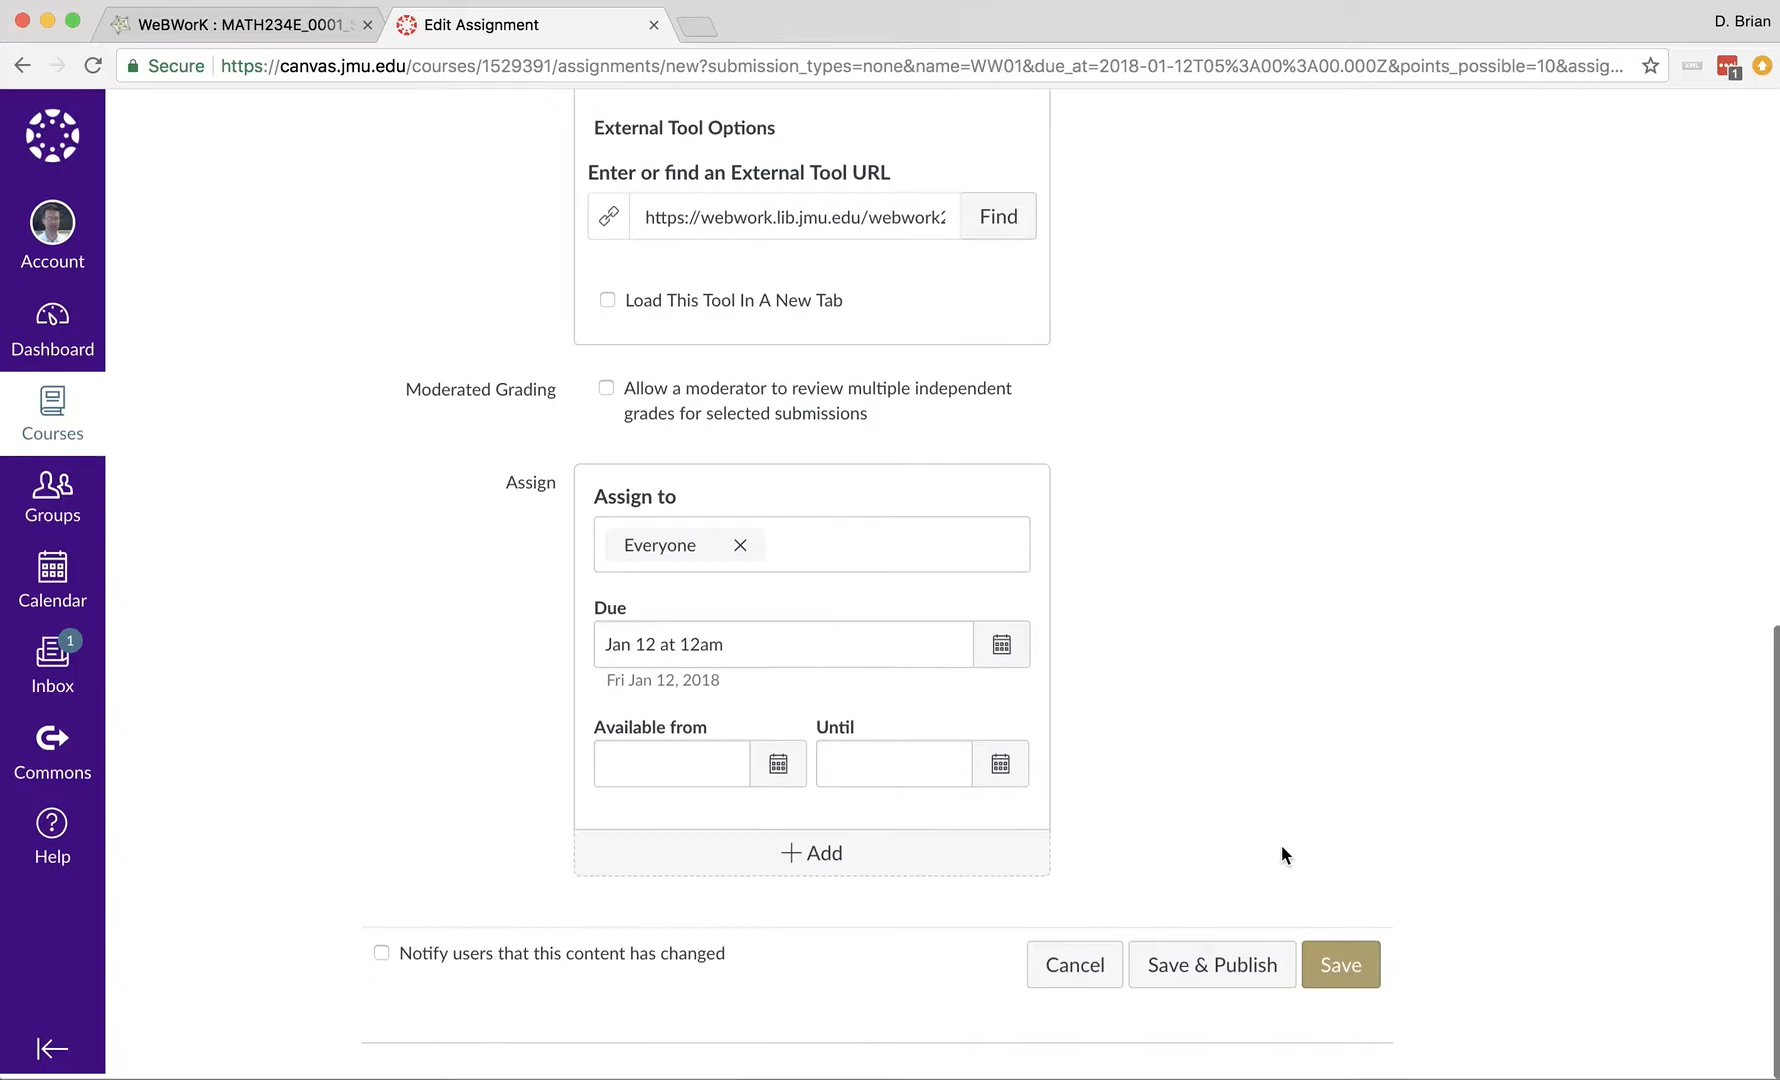 WeBWorK : MATH234E_0001_S
Edit Assignment
D. Brian
Secure
https://canvas.jmu.edu/courses/1529391/assignments/new?submission_types=none&name=WW01&due_at=2018-01-12T05%3A00%3A00.000Z&points_possible=10&assig...
XML
1
Account
Dashboard
Courses
Groups
Calendar
1
Inbox
Commons
Help
External Tool Options
Enter or find an External Tool URL
https://webwork.lib.jmu.edu/webwork2
Find
Load This Tool In A New Tab
Moderated Grading
Allow a moderator to review multiple independent
grades for selected submissions
Assign
Assign to
Everyone
Due
Jan 12 at 12am
Fri Jan 12, 2018
Available from
Until
Add
Notify users that this content has changed
Cancel
Save & Publish
Save